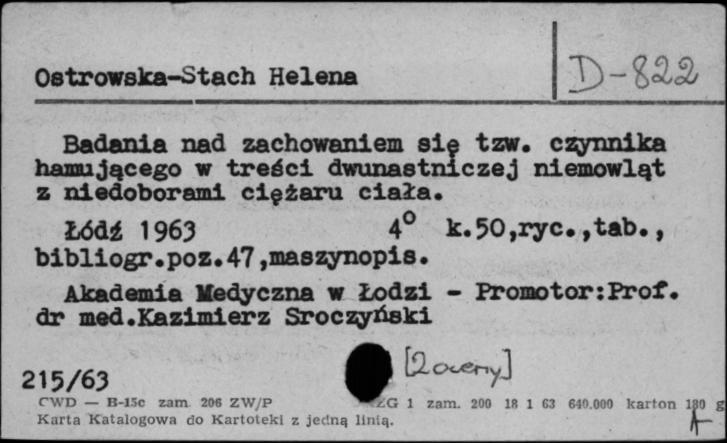 D-822
Ostrowska-Stach Helena
Badania nad zachowaniem się tzw. czynnika
hamującego w treści dwunastniczej niemowląt
z niedoborami ciężaru ciała.
Łódź 1963 4° k.50,ryc.,tab.,
bibliogr.poz.47,maszynopis.
Akademia Medyczna w Łodzi - Promotor:Prof.
dr med.Kazimierz Sroczyński
[2 oceny]
215/63
CWD — B-15c zam. 206 ZW/P ZG 1 zam. 200 18 1 63 640.000 karton 180 g
Karta Katalogowa do Kartoteki z jedną linią.
A